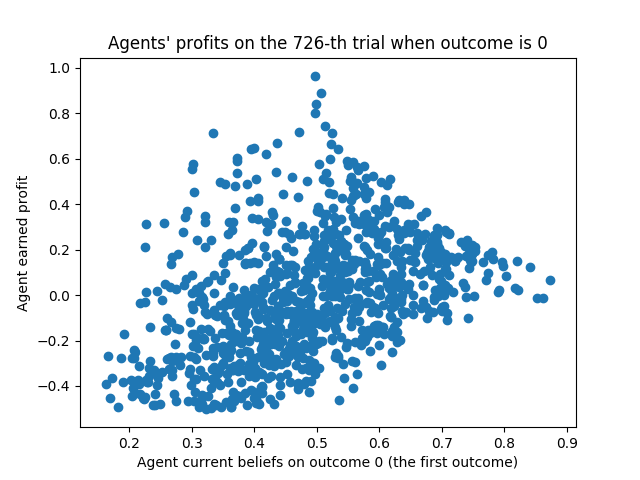 Agents' profits on the 726-th trial when outcome is 0
1.0
0.8
0.6
0.4
0.2
0.0
−0.2
−0.4
Agent earned profit
0.2 0.3 0.4 0.5 0.6 0.7 0.8 0.9
Agent current beliefs on outcome 0 (the first outcome)